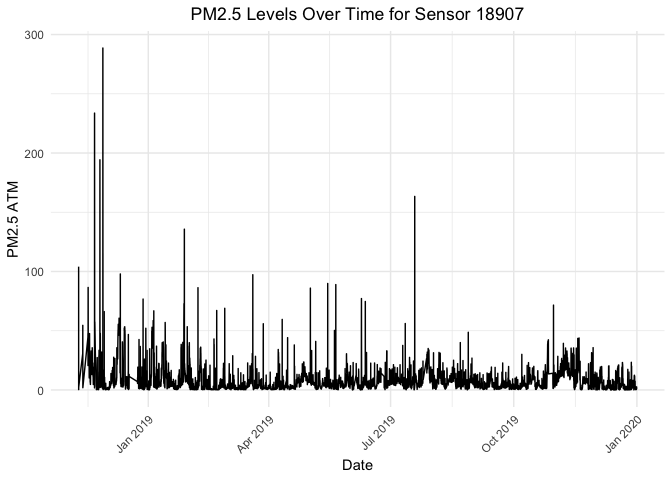 PM2.5 Levels Over Time for Sensor 18907
300
200
100
0
PM2.5 ATM
Jan 2019
Apr 2019
Jul 2019
Oct 2019
Jan 2020
Date